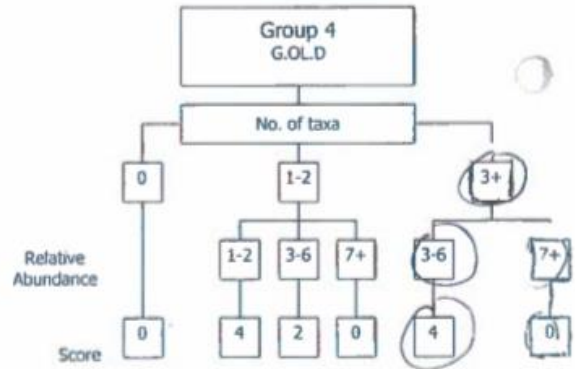 Group 4
G.OL.D
No. of taxa
0 1-2 3+
Relative Abundance 1-2 3-6 7+ 3-6 7+
Score 0 4 2 0 4 0